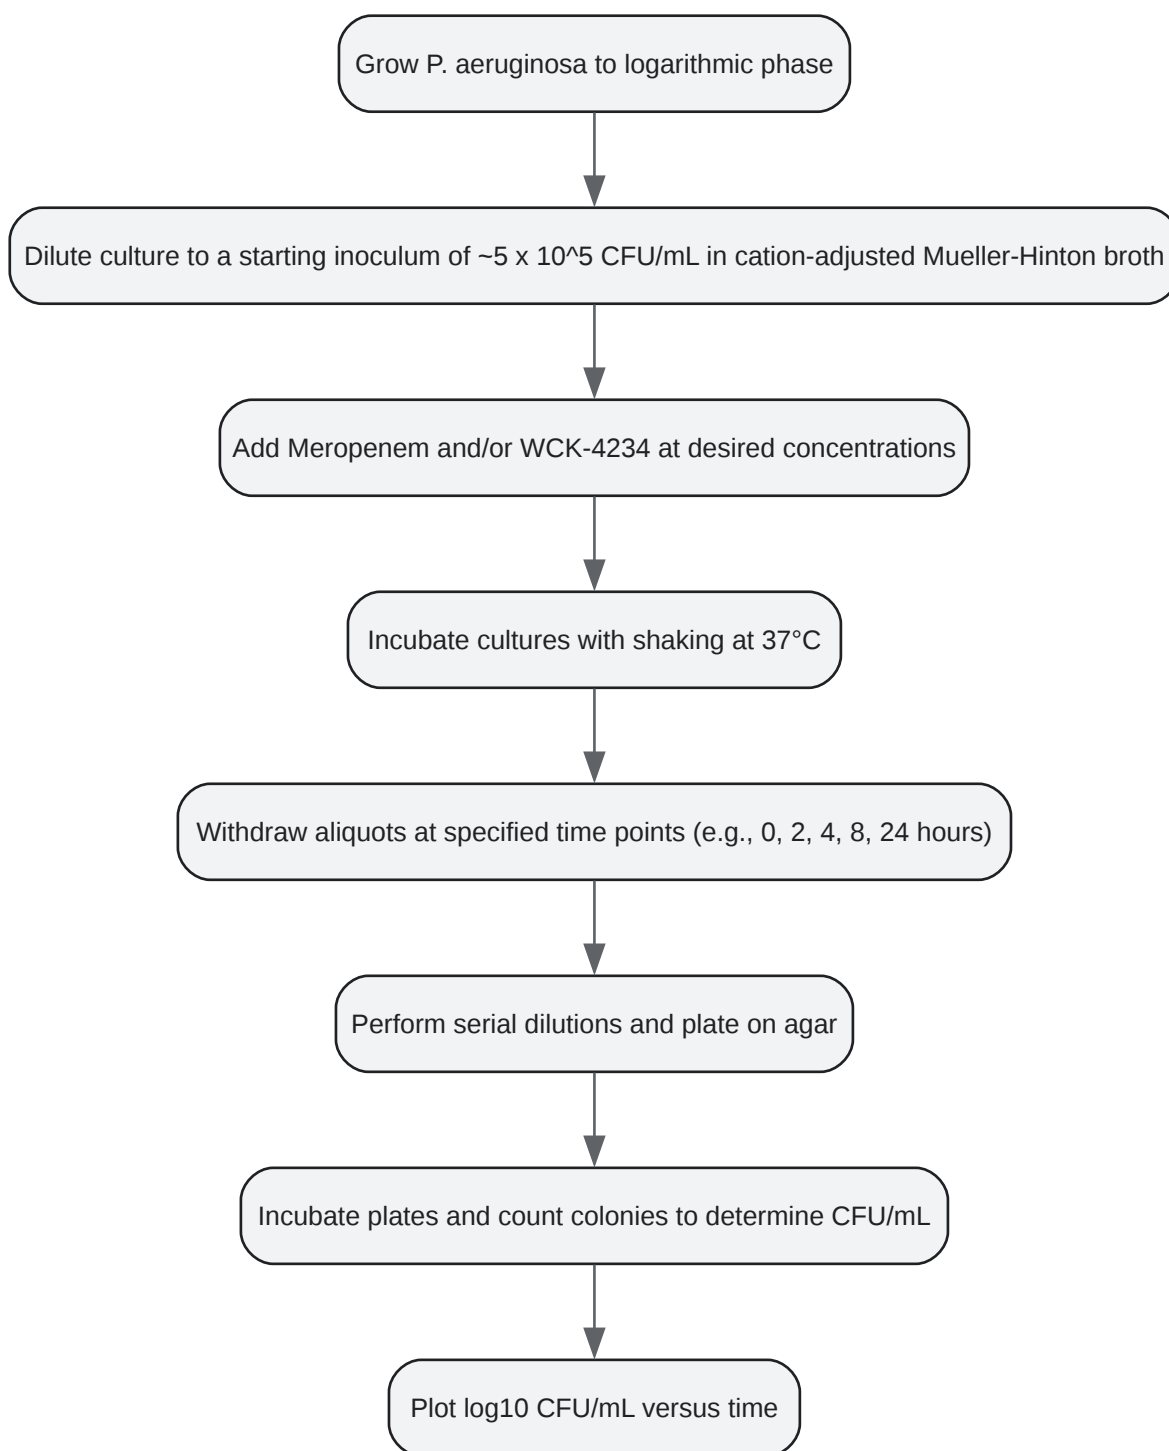 Grow P. aeruginosa to logarithmic phase
Dilute culture to a starting inoculum of ~5 x 10^5 CFU/mL in cation-adjusted Mueller-Hinton broth
Add Meropenem and/or WCK-4234 at desired concentrations
Incubate cultures with shaking at 37°C
Withdraw aliquots at specified time points (e.g., 0, 2, 4, 8, 24 hours)
Perform serial dilutions and plate on agar
Incubate plates and count colonies to determine CFU/mL
Plot log10 CFU/mL versus time